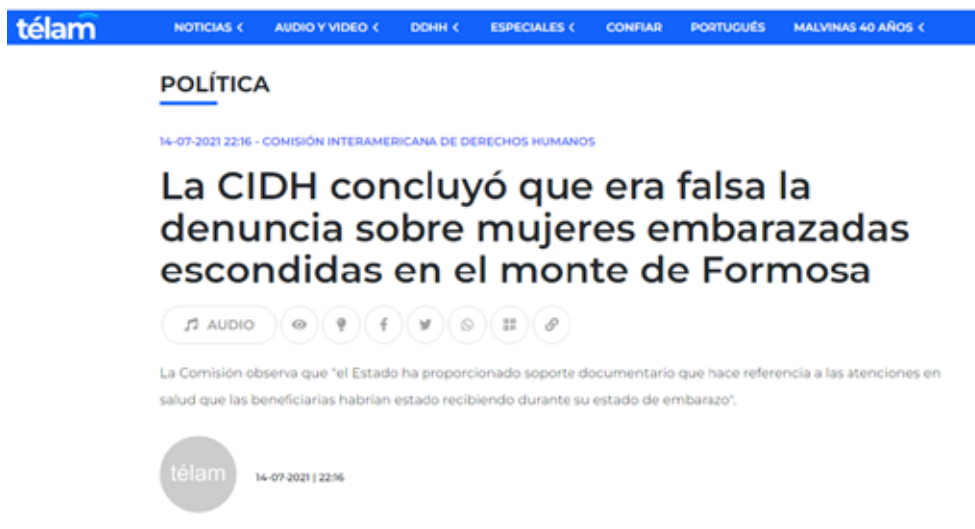 télam NOTICIAS < AUDIO Y VIDEO < DDHH < ESPECIALES < CONFIAR PORTUGUÉS MALVINAS 40 AÑOS <
POLÍTICA
14-07-2021 22:16 - COMISIÓN INTERAMERICANA DE DERECHOS HUMANOS
La CIDH concluyó que era falsa la
denuncia sobre mujeres embarazadas
escondidas en el monte de Formosa
AUDIO
La Comisión observa que "el Estado ha proporcionado soporte documentario que hace referencia a las atenciones en
salud que las beneficiarias habrían estado recibiendo durante su estado de embarazo".
télam
14-07-2021 | 22:16